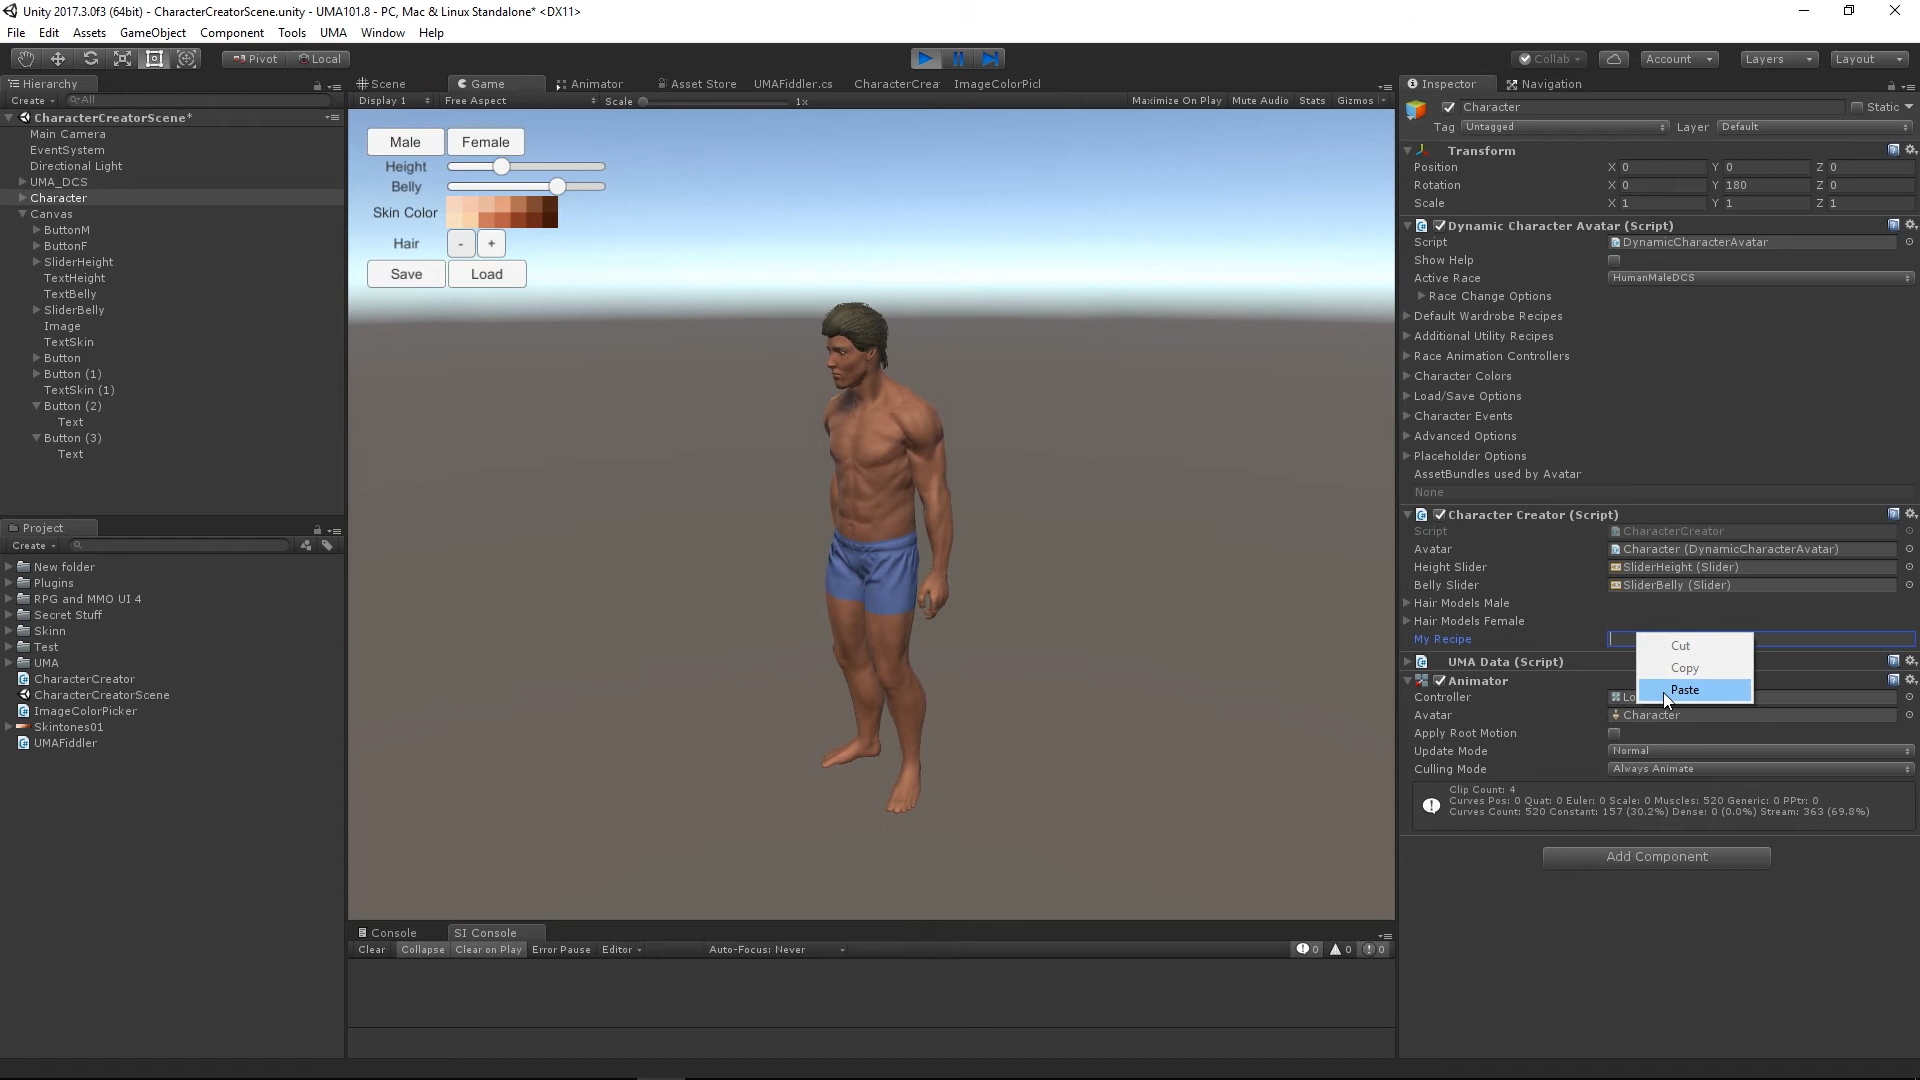 Unity 2017.3.0f3 (64bit) - CharacterCreatorScene.unity - UMA101.8 - PC, Mac & Linux Standalone* <DX11>
File Edit Assets GameObject Component Tools UMA Window Help
Pivot Local Collab Account Layers Layout
Hierarchy
Create All
CharacterCreatorScene*
Main Camera
EventSystem
Directional Light
UMA_DCS
Character
Canvas
ButtonM
ButtonF
SliderHeight
TextHeight
TextBelly
SliderBelly
Image
TextSkin
Button
Button (1)
TextSkin (1)
Button (2)
Text
Button (3)
Text
Project
Create
New folder
Plugins
RPG and MMO UI 4
Secret Stuff
Skinn
Test
UMA
CharacterCreator
CharacterCreatorScene
ImageColorPicker
Skintones01
UMAFiddler
Scene Game Animator Asset Store UMAFiddler.cs CharacterCrea ImageColorPicl
Display 1 Free Aspect Scale 1x Maximize On Play Mute Audio Stats Gizmos
Male Female
Height
Belly
Skin Color
Hair - +
Save Load
Console SI Console
Clear Collapse Clear on Play Error Pause Editor Auto-Focus: Never 0 0 0
Inspector Navigation
Character Static
Tag Untagged Layer Default
Transform
Position X 0 Y 0 Z 0
Rotation X 0 Y 180 Z 0
Scale X 1 Y 1 Z 1
Dynamic Character Avatar (Script)
Script DynamicCharacterAvatar
Show Help
Active Race HumanMaleDCS
Race Change Options
Default Wardrobe Recipes
Additional Utility Recipes
Race Animation Controllers
Character Colors
Load/Save Options
Character Events
Advanced Options
Placeholder Options
AssetBundles used by Avatar
None
Character Creator (Script)
Script CharacterCreator
Avatar Character (DynamicCharacterAvatar)
Height Slider SliderHeight (Slider)
Belly Slider SliderBelly (Slider)
Hair Models Male
Hair Models Female
My Recipe
Cut
Copy
Paste
UMA Data (Script)
Animator
Controller Lo
Avatar Character
Apply Root Motion
Update Mode Normal
Culling Mode Always Animate
Clip Count: 4
Curves Pos: 0 Quat: 0 Euler: 0 Scale: 0 Muscles: 520 Generic: 0 PPtr: 0
Curves Count: 520 Constant: 157 (30.2%) Dense: 0 (0.0%) Stream: 363 (69.8%)
Add Component